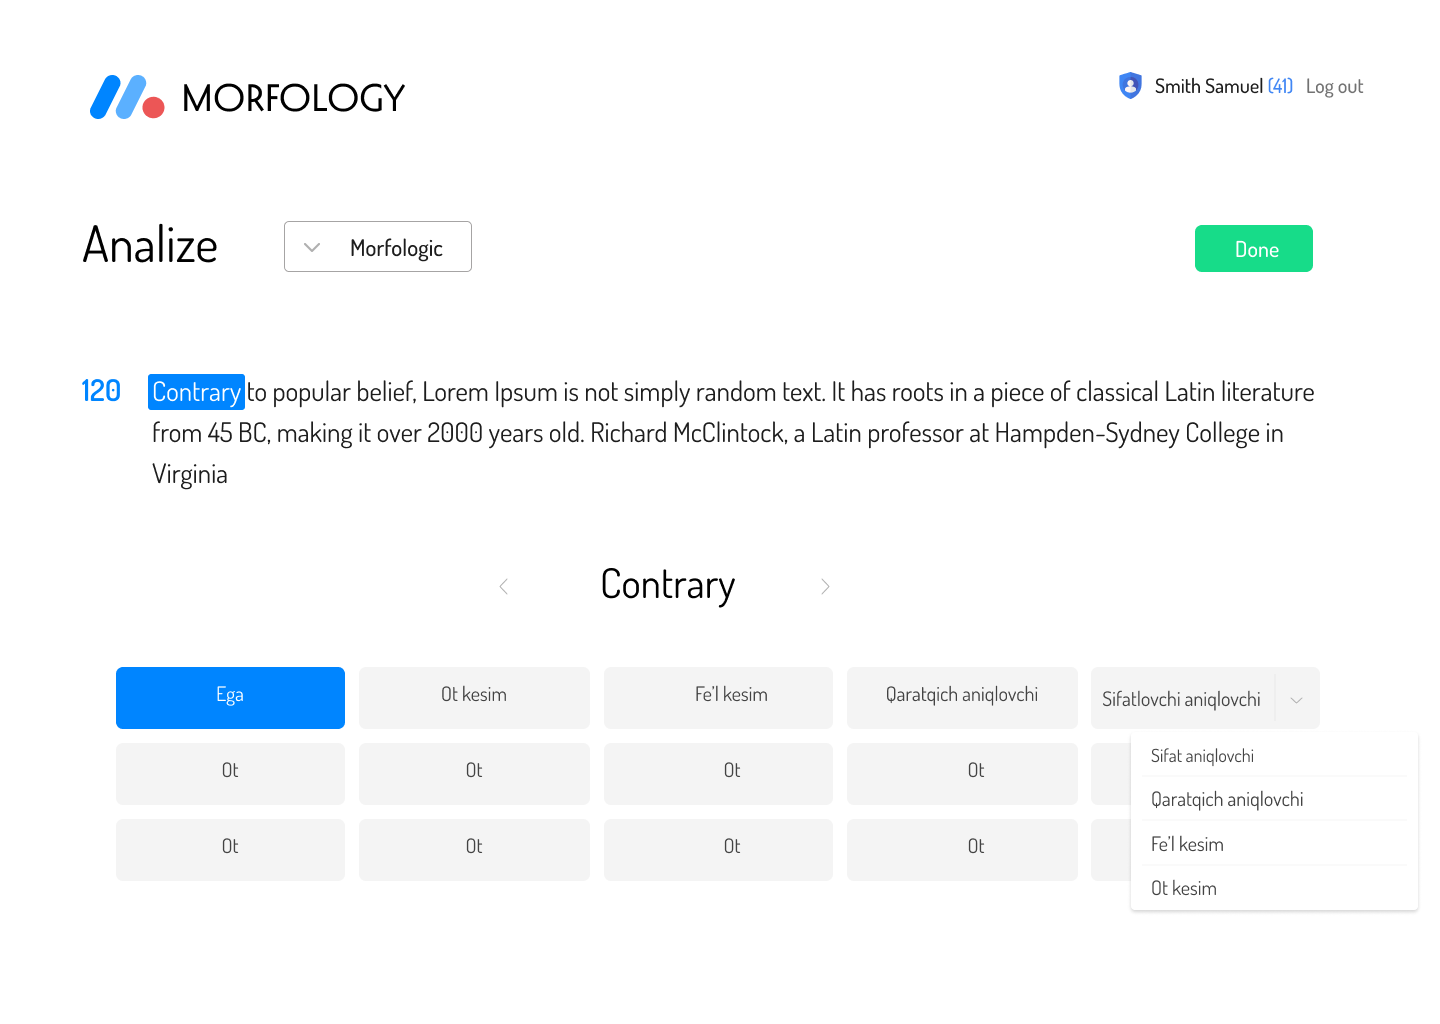 MORFOLOGY
Smith Samuel (41) Log out
Analize
Morfologic
Done
120
Contrary to popular belief, Lorem Ipsum is not simply random text. It has roots in a piece of classical Latin literature
from 45 BC, making it over 2000 years old. Richard McClintock, a Latin professor at Hampden-Sydney College in
Virginia
Contrary
Ega
Ot kesim
Fe’l kesim
Qaratqich aniqlovchi
Sifatlovchi aniqlovchi
Ot
Ot
Ot
Ot
Ot
Ot
Ot
Ot
Sifat aniqlovchi
Qaratqich aniqlovchi
Fe’l kesim
Ot kesim